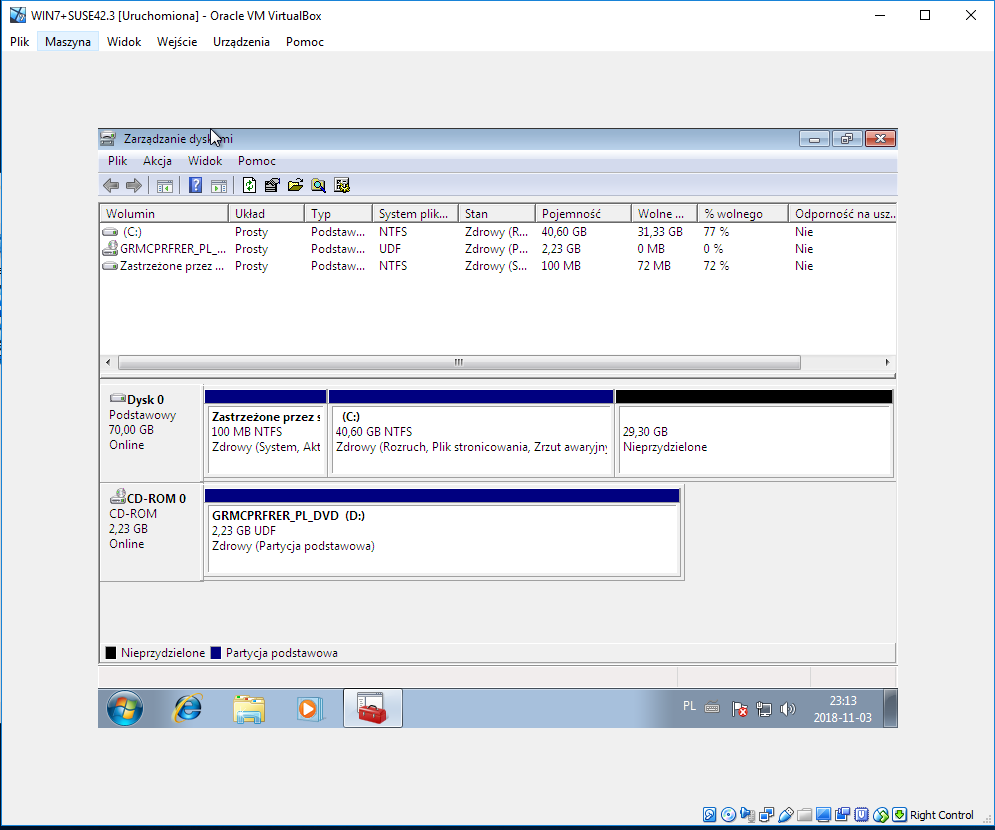 WIN7+SUSE42.3 [Uruchomiona] - Oracle VM VirtualBox
Plik Maszyna Widok Wejście Urządzenia Pomoc
Zarządzanie dyskami
Plik Akcja Widok Pomoc
Wolumin Układ Typ System plik... Stan Pojemność Wolne ... % wolnego Odporność na usz...
(C:) Prosty Podstaw... NTFS Zdrowy (R... 40,60 GB 31,33 GB 77 % Nie
GRMCPRFRER_PL_... Prosty Podstaw... UDF Zdrowy (P... 2,23 GB 0 MB 0 % Nie
Zastrzeżone przez ... Prosty Podstaw... NTFS Zdrowy (S... 100 MB 72 MB 72 % Nie
Dysk 0
Podstawowy
70,00 GB
Online
Zastrzeżone przez s
100 MB NTFS
Zdrowy (System, Akt
(C:)
40,60 GB NTFS
Zdrowy (Rozruch, Plik stronicowania, Zrzut awaryjny
29,30 GB
Nieprzydzielone
CD-ROM 0
CD-ROM
2,23 GB
Online
GRMCPRFRER_PL_DVD (D:)
2,23 GB UDF
Zdrowy (Partycja podstawowa)
Nieprzydzielone Partycja podstawowa
PL
23:13
2018-11-03
Right Control